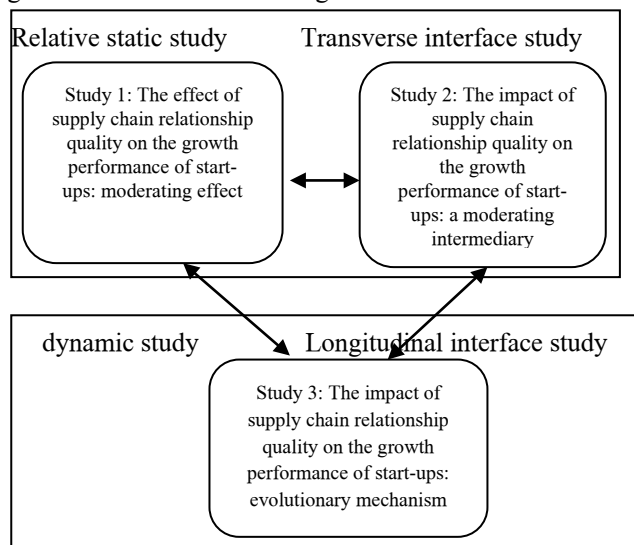 Relative static study
Transverse interface study
Study 1: The effect of
supply chain relationship
quality on the growth
performance of start-
ups: moderating effect
Study 2: The impact of
supply chain
relationship quality on
the growth
performance of start-
ups: a moderating
intermediary
dynamic study
Longitudinal interface study
Study 3: The impact of
supply chain relationship
quality on the growth
performance of start-ups:
evolutionary mechanism